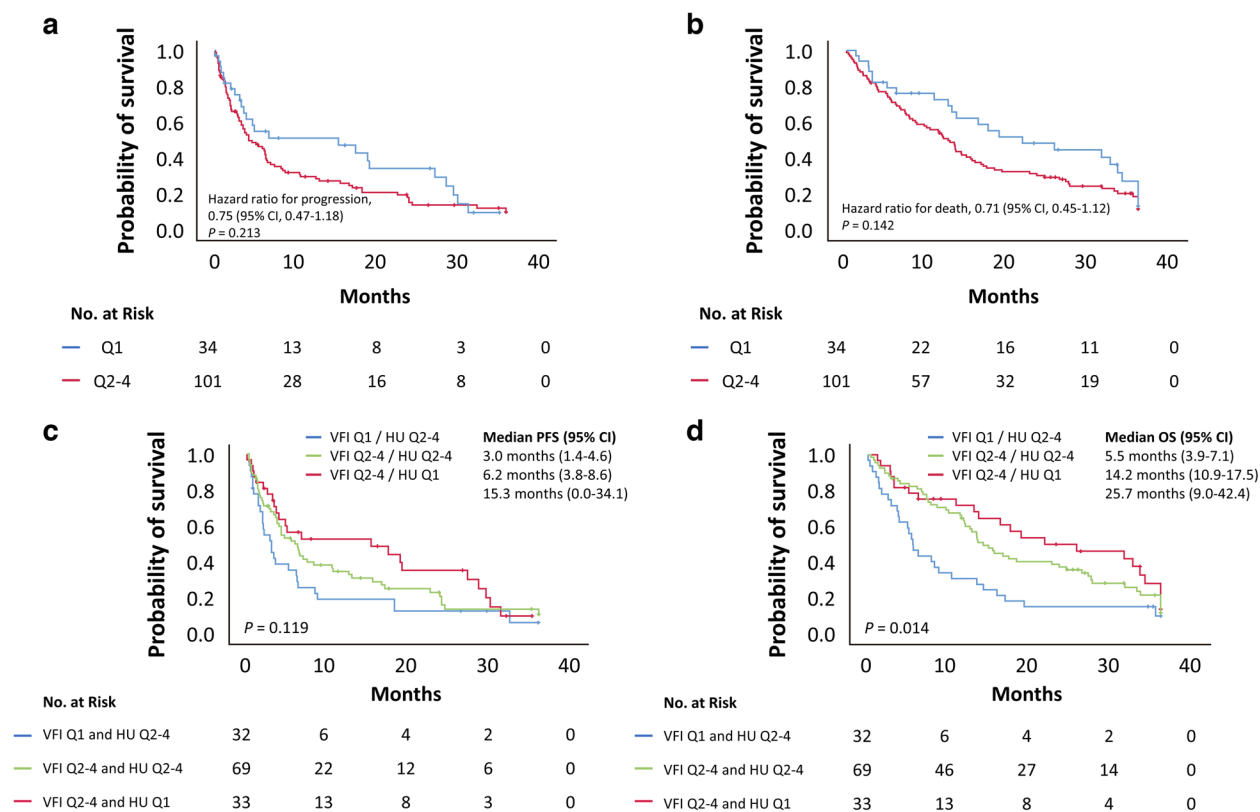 a
Probability of survival
1.0
0.8
0.6
0.4
0.2
0.0
Hazard ratio for progression,
0.75 (95% CI, 0.47-1.18)
P = 0.213
0 10 20 30 40
Months
No. at Risk
Q1 34 13 8 3 0
Q2-4 101 28 16 8 0
b
Probability of survival
1.0
0.8
0.6
0.4
0.2
0.0
Hazard ratio for death, 0.71 (95% CI, 0.45-1.12)
P = 0.142
0 10 20 30 40
Months
No. at Risk
Q1 34 22 16 11 0
Q2-4 101 57 32 19 0
c
VFI Q1 / HU Q2-4
VFI Q2-4 / HU Q2-4
VFI Q2-4 / HU Q1
Median PFS (95% CI)
3.0 months (1.4-4.6)
6.2 months (3.8-8.6)
15.3 months (0.0-34.1)
Probability of survival
1.0
0.8
0.6
0.4
0.2
0.0
P = 0.119
0 10 20 30 40
Months
No. at Risk
VFI Q1 and HU Q2-4 32 6 4 2 0
VFI Q2-4 and HU Q2-4 69 22 12 6 0
VFI Q2-4 and HU Q1 33 13 8 3 0
d
VFI Q1 / HU Q2-4
VFI Q2-4 / HU Q2-4
VFI Q2-4 / HU Q1
Median OS (95% CI)
5.5 months (3.9-7.1)
14.2 months (10.9-17.5)
25.7 months (9.0-42.4)
Probability of survival
1.0
0.8
0.6
0.4
0.2
0.0
P = 0.014
0 10 20 30 40
Months
No. at Risk
VFI Q1 and HU Q2-4 32 6 4 2 0
VFI Q2-4 and HU Q2-4 69 46 27 14 0
VFI Q2-4 and HU Q1 33 13 8 4 0